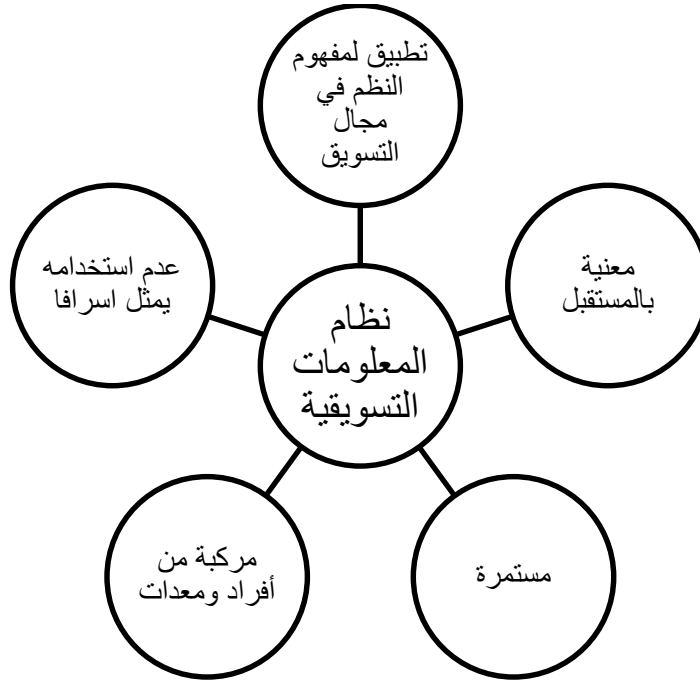 تطبيق لمفهوم
النظم في
مجال
التسويق
معنية
بالمستقبل
عدم استخدامه
يمثل اسرافا
نظام
المعلومات
التسويقية
مستمرة
مركبة من
أفراد ومعدات